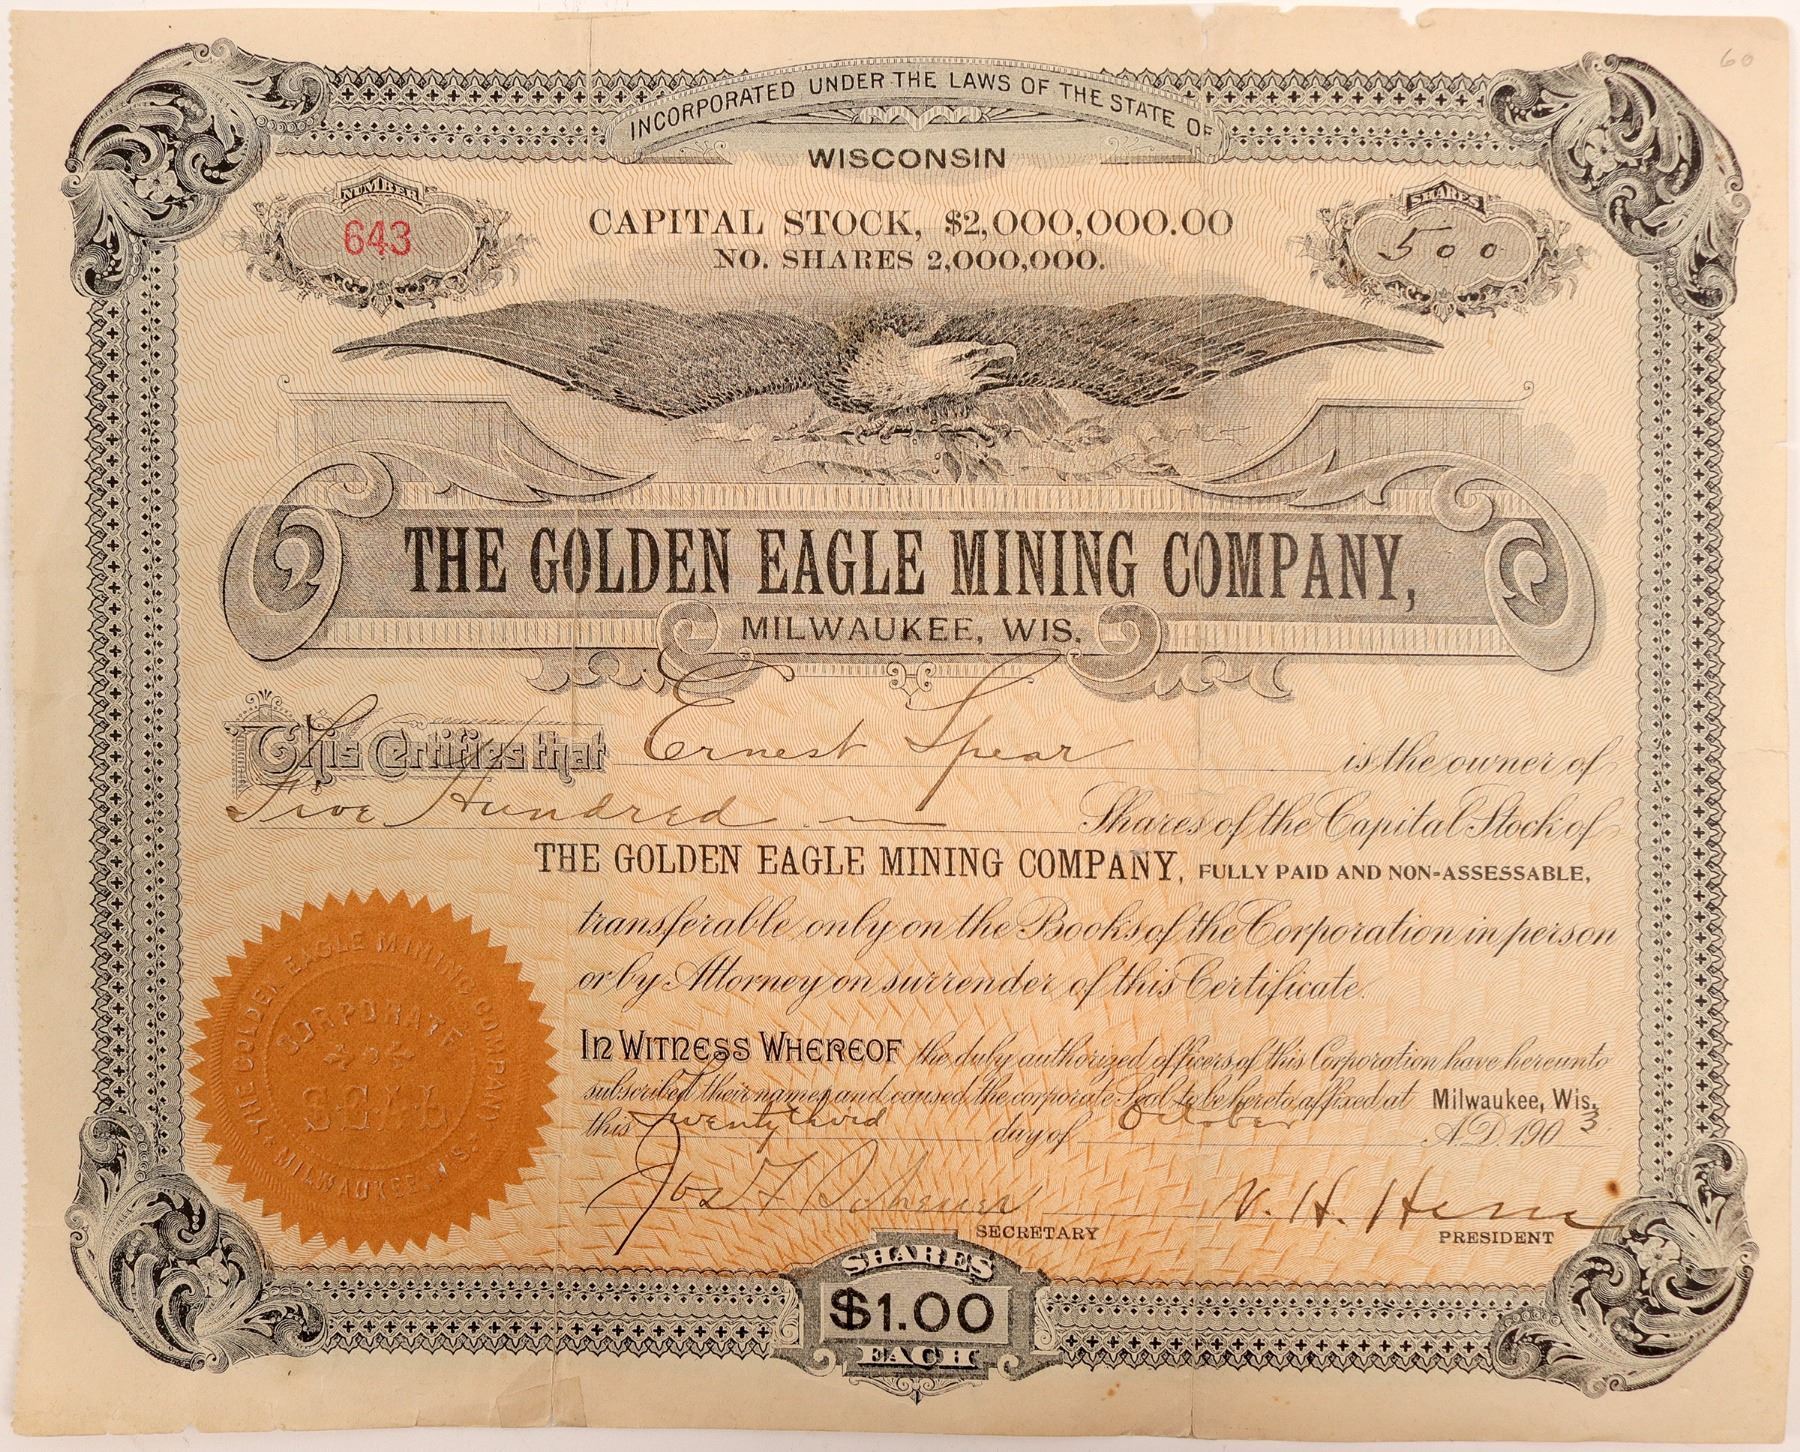 60
INCORPORATED UNDER THE LAWS OF THE STATE OF
WISCONSIN
NUMBER
643
CAPITAL STOCK, $2,000,000.00
NO. SHARES 2,000,000.
SHARES
500
THE GOLDEN EAGLE MINING COMPANY,
MILWAUKEE, WIS.
This Certifies that Ernest Spear is the owner of
Five Hundred Shares of the Capital Stock of
THE GOLDEN EAGLE MINING COMPANY, FULLY PAID AND NON-ASSESSABLE,
transferable only on the Books of the Corporation in person
or by Attorney on surrender of this Certificate.
IN WITNESS WHEREOF the duly authorized officers of this Corporation have hereunto
subscribed their names and caused the corporate Seal to be hereto affixed at Milwaukee, Wis.
this Twenty third day of October A.D. 1903
Jos F
SECRETARY
V. H.
PRESIDENT
THE GOLDEN EAGLE MINING COMPANY
CORPORATE
SEAL
MILWAUKEE, WIS.
SHARES
$1.00
EACH